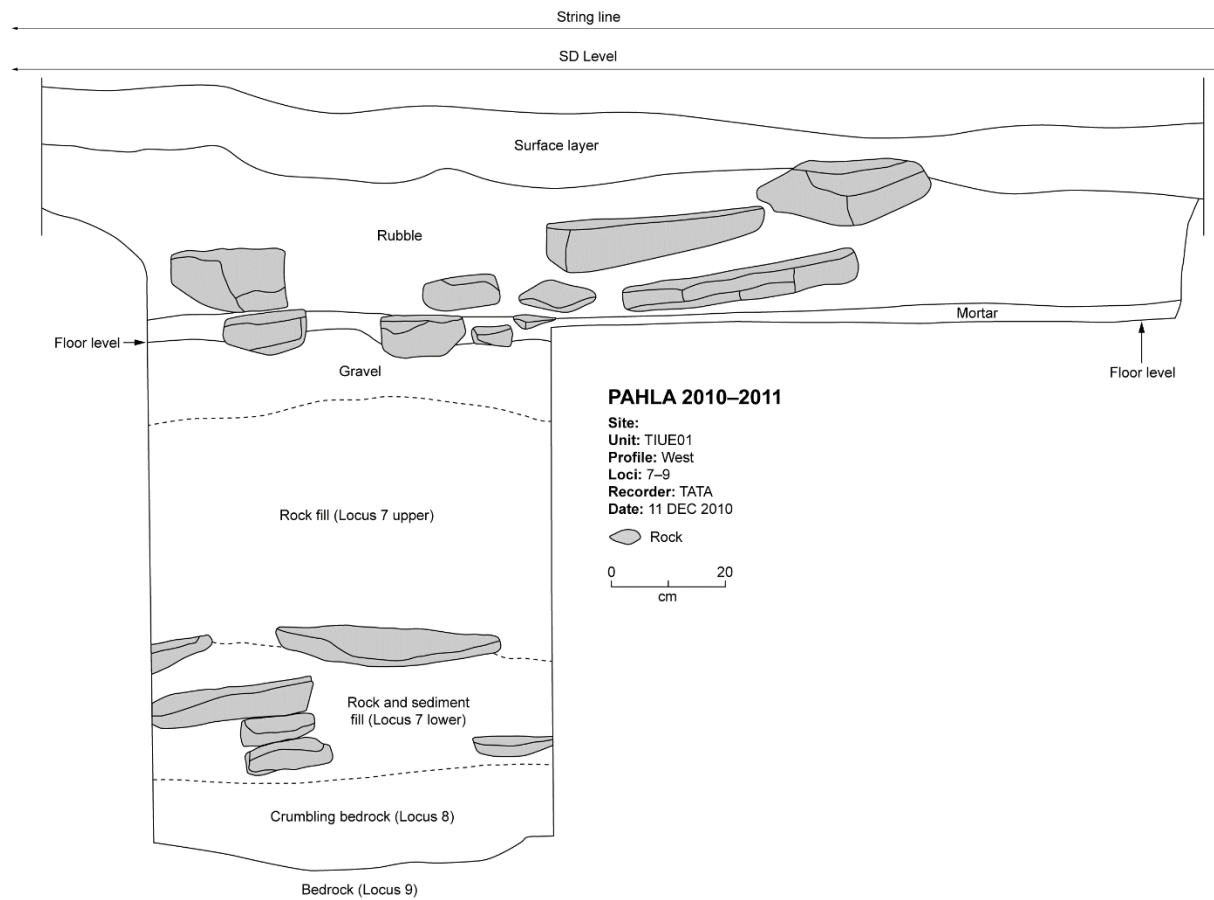 String line
SD Level
Surface layer
Rubble
Mortar
Floor level
Floor level
Gravel
PAHLA 2010–2011
Site:
Unit: TIUE01
Profile: West
Loci: 7–9
Recorder: TATA
Date: 11 DEC 2010
Rock
0 20
cm
Rock fill (Locus 7 upper)
Rock and sediment
fill (Locus 7 lower)
Crumbling bedrock (Locus 8)
Bedrock (Locus 9)